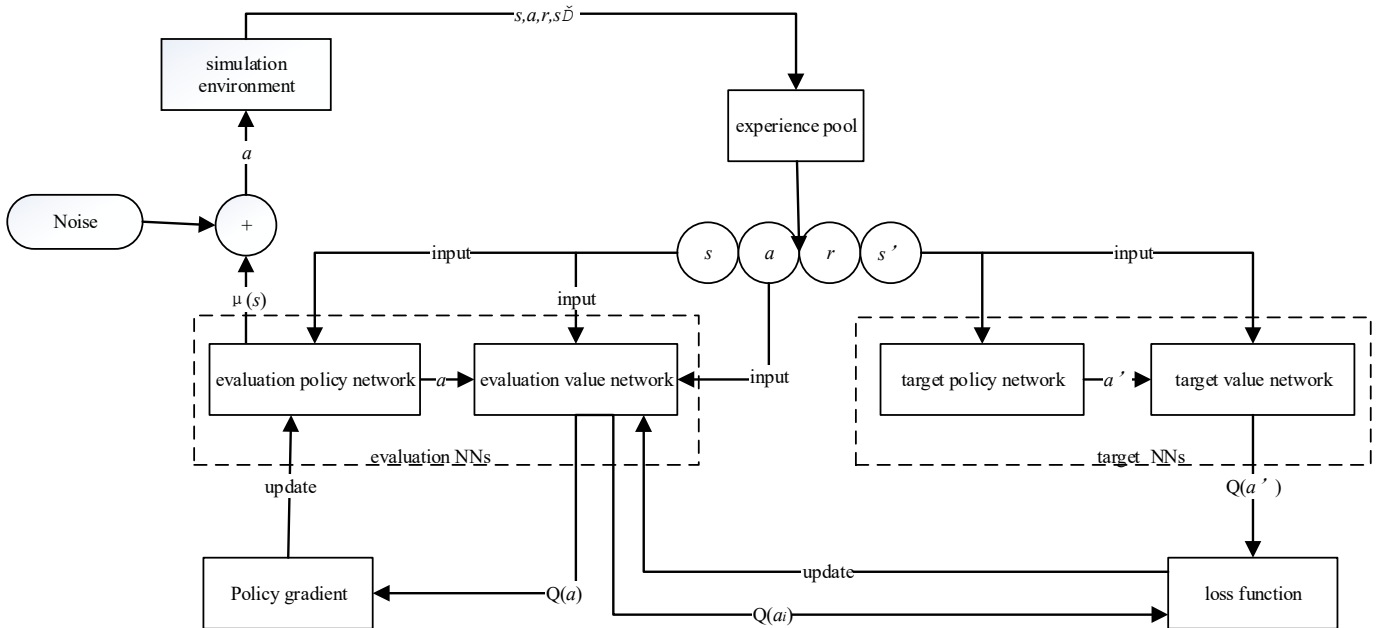 s,a,r,sĎ
simulation
environment
experience pool
a
Noise
+
s
a
r
s’
input
input
μ(s)
input
input
evaluation policy network
a
evaluation value network
target policy network
a’
target value network
evaluation NNs
target NNs
update
Q(a’)
update
Policy gradient
Q(a)
loss function
Q(ai)